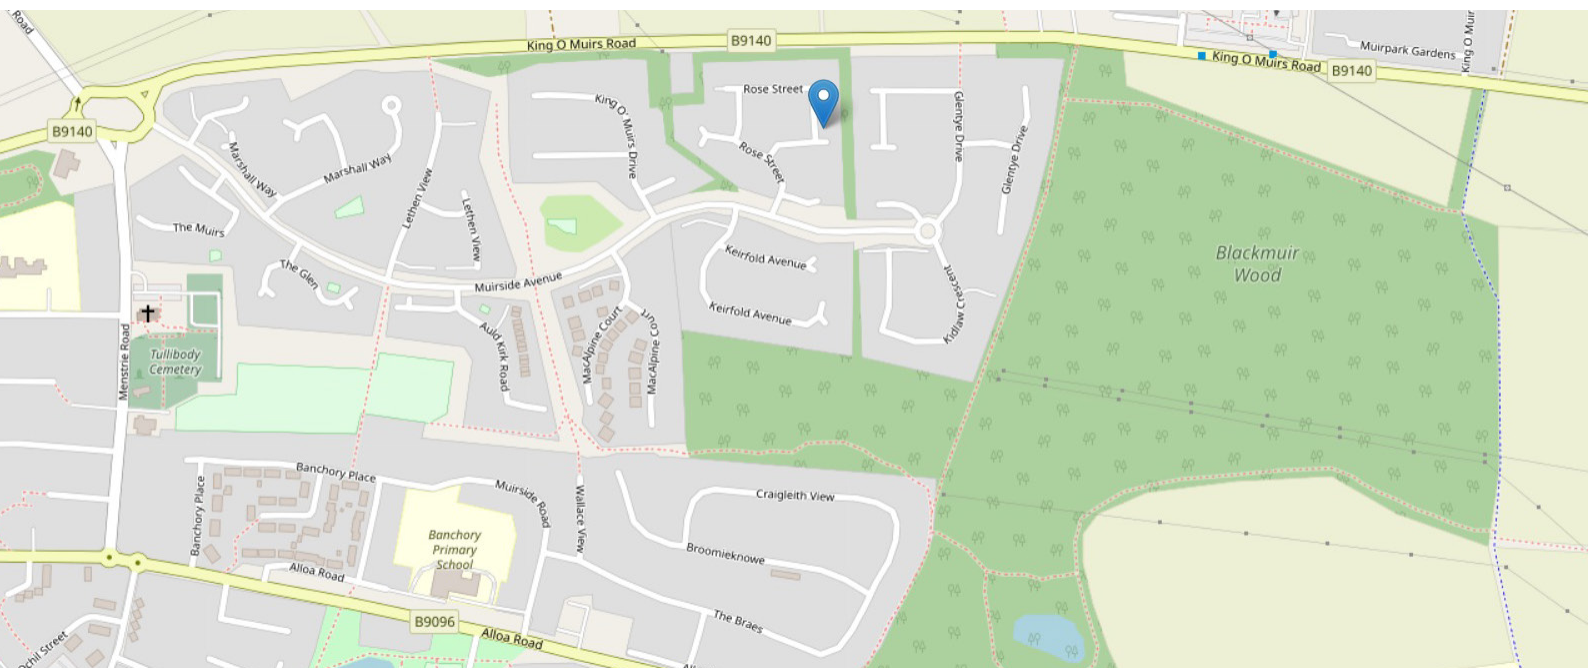 Road
King O Muirs Road
B9140
King O Muirs Road
B9140
Muirpark Gardens
King O Muir
B9140
Rose Street
Rose Street
King O' Muirs Drive
Glentye Drive
Glentye Drive
Marshall Way
Marshall Way
Lethen View
Lethen View
The Muirs
The Glen
Muirside Avenue
Keirfold Avenue
Keirfold Avenue
Kidlaw Crescent
Blackmuir
Wood
Menstrie Road
Tullibody
Cemetery
Auld Kirk Road
MacAlpine Court
MacAlpine Court
Banchory Place
Banchory Place
Muirside Road
Wallace View
Craigleith View
Broomieknowe
Banchory
Primary
School
Alloa Road
The Braes
B9096
Alloa Road
Ochil Street
All